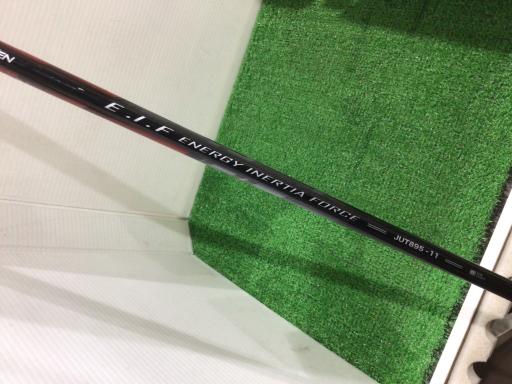 E.I.F ENERGY INERTIA FORCE JUT895-11